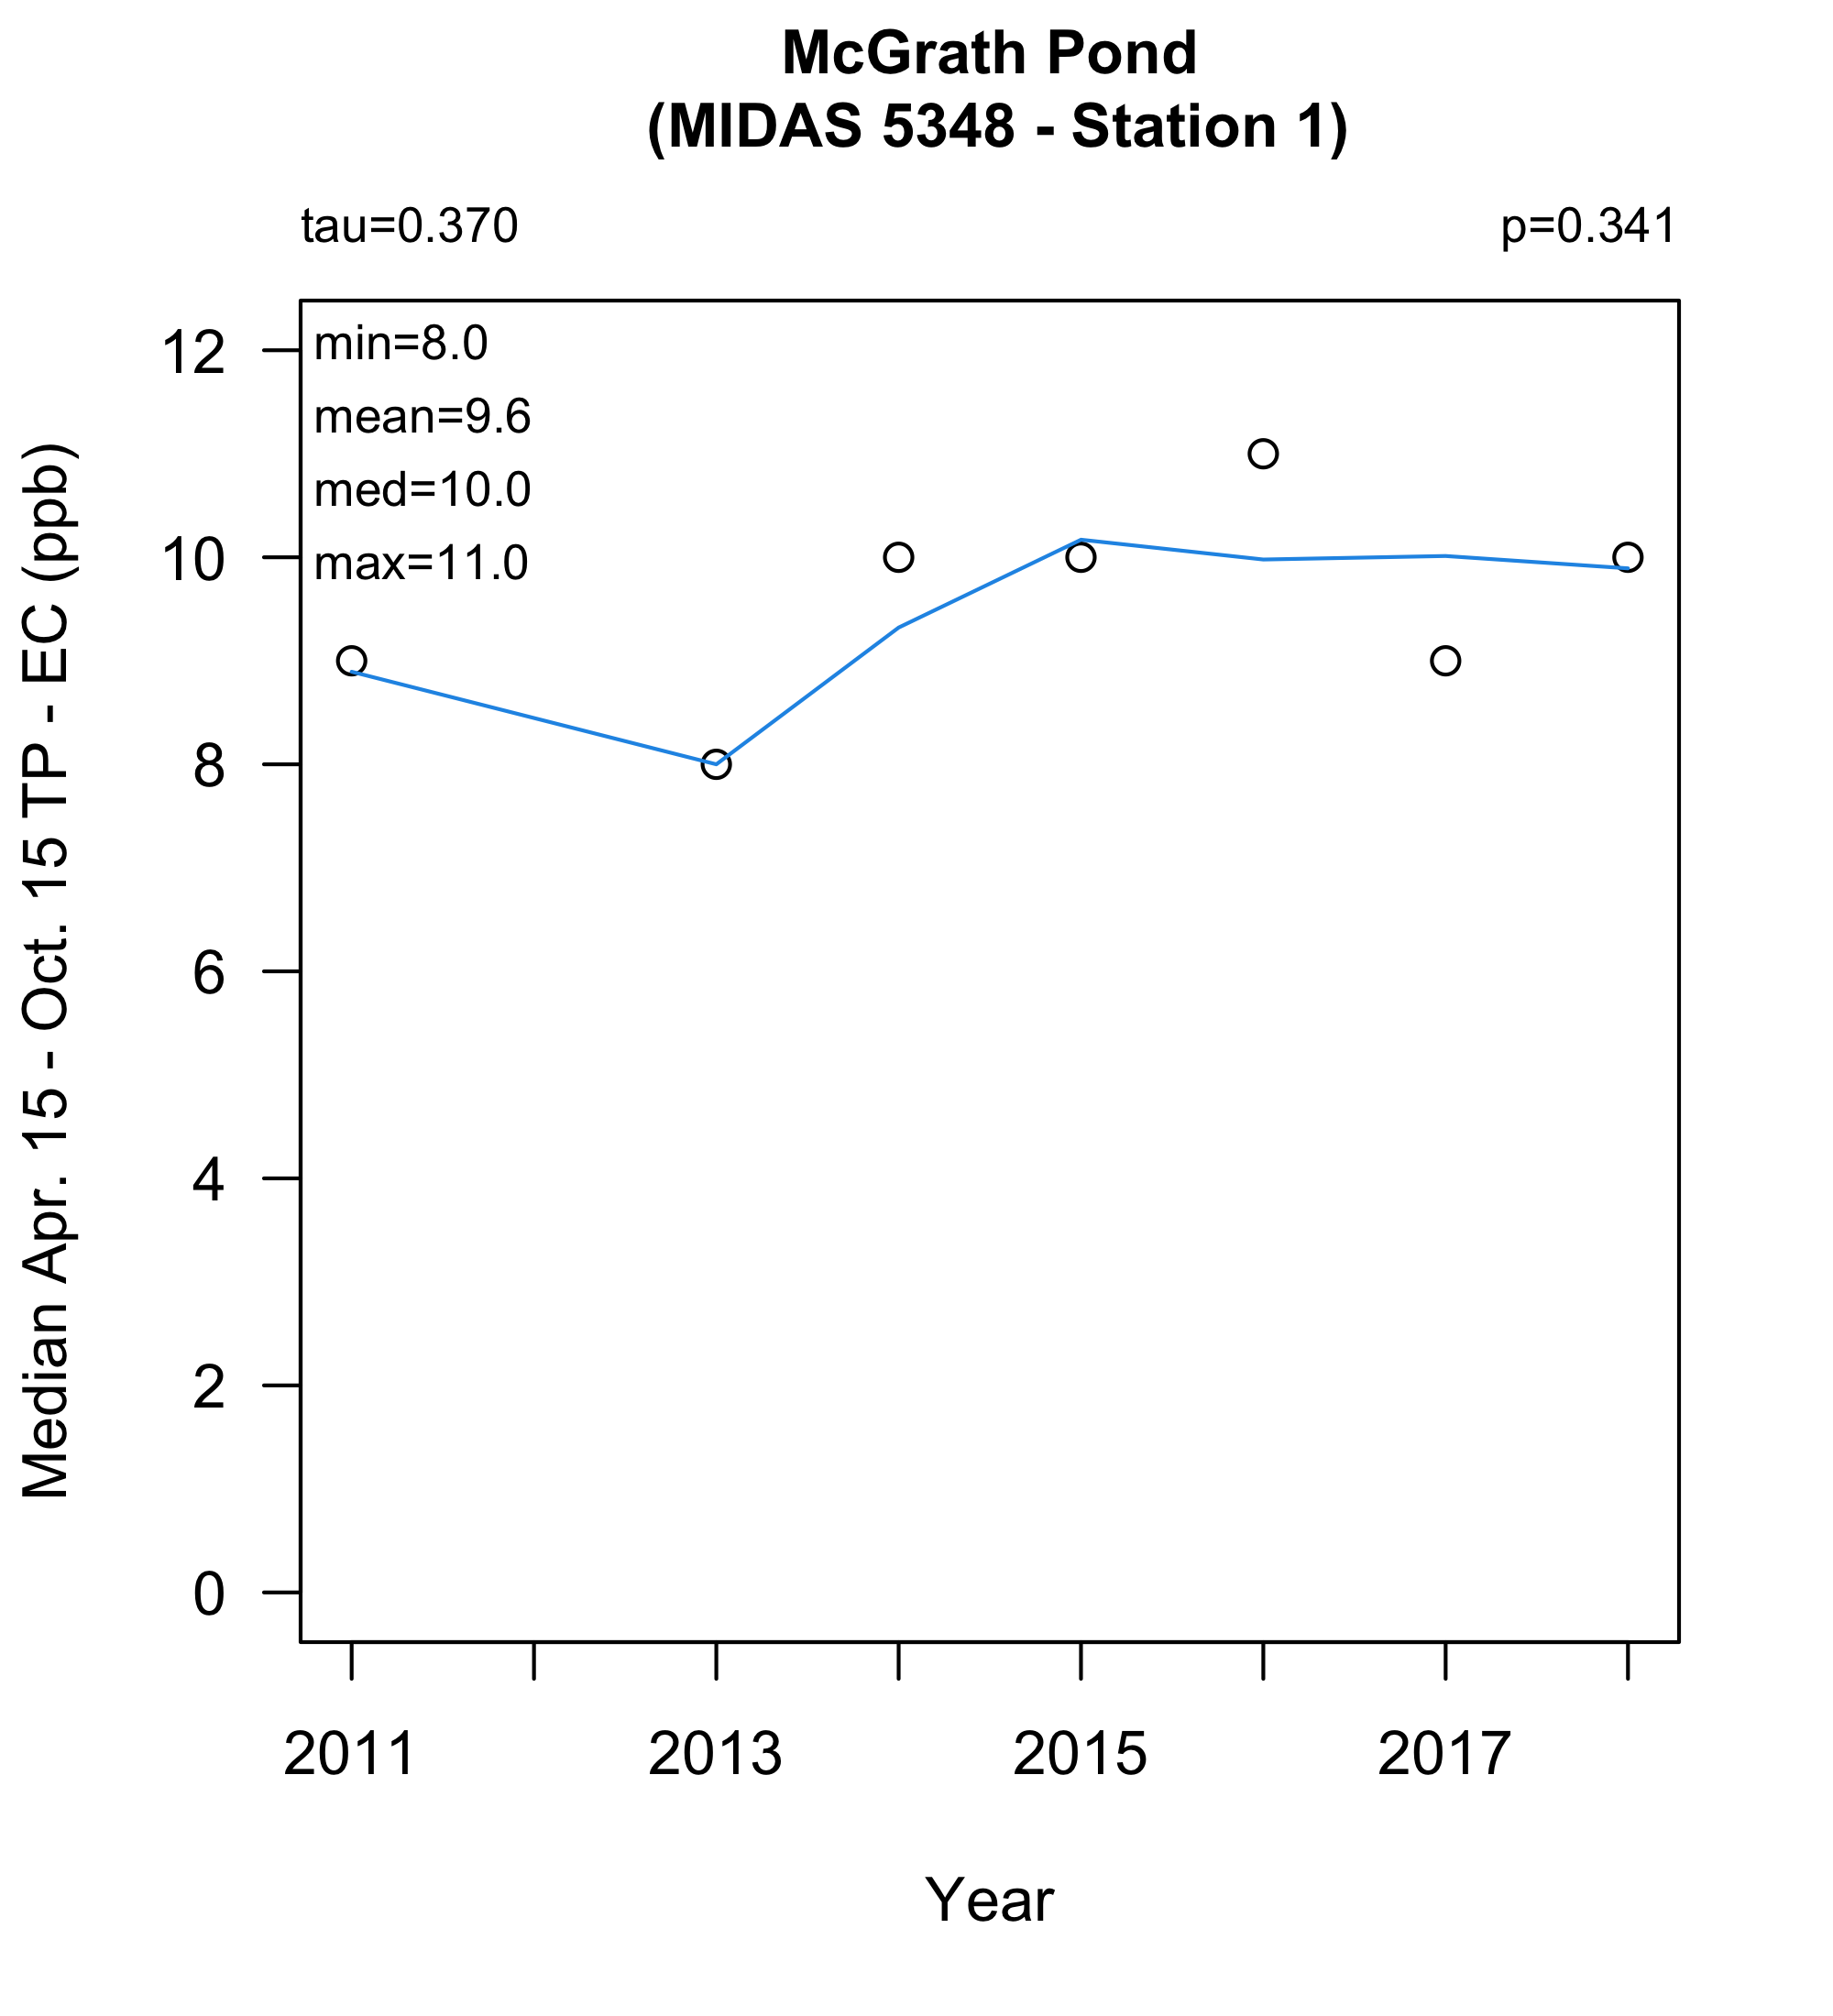 McGrath Pond
(MIDAS 5348 - Station 1)
tau=0.370
p=0.341
min=8.0
mean=9.6
med=10.0
max=11.0
Median Apr. 15 - Oct. 15 TP - EC (ppb)
12
10
8
6
4
2
0
2011
2013
2015
2017
Year